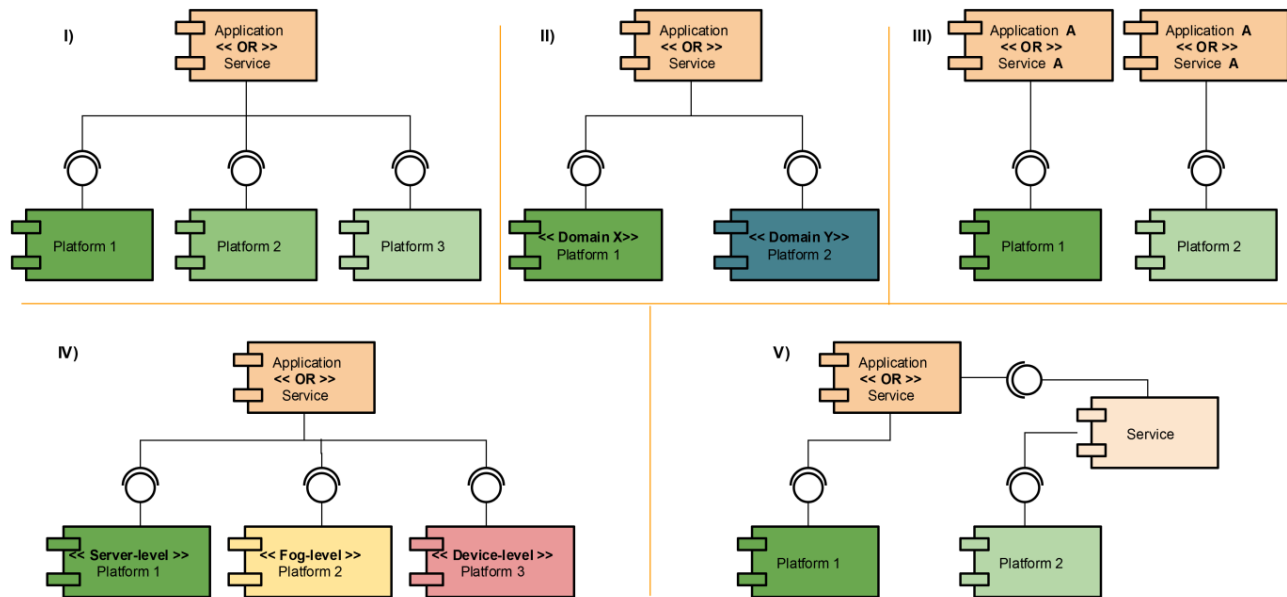 I)
Application
<< OR >>
Service
Platform 1
Platform 2
Platform 3
II)
Application
<< OR >>
Service
<< Domain X>>
Platform 1
<< Domain Y>>
Platform 2
III)
Application A
<< OR >>
Service A
Application A
<< OR >>
Service A
Platform 1
Platform 2
IV)
Application
<< OR >>
Service
<< Server-level >>
Platform 1
<< Fog-level >>
Platform 2
<< Device-level >>
Platform 3
V)
Application
<< OR >>
Service
Service
Platform 1
Platform 2